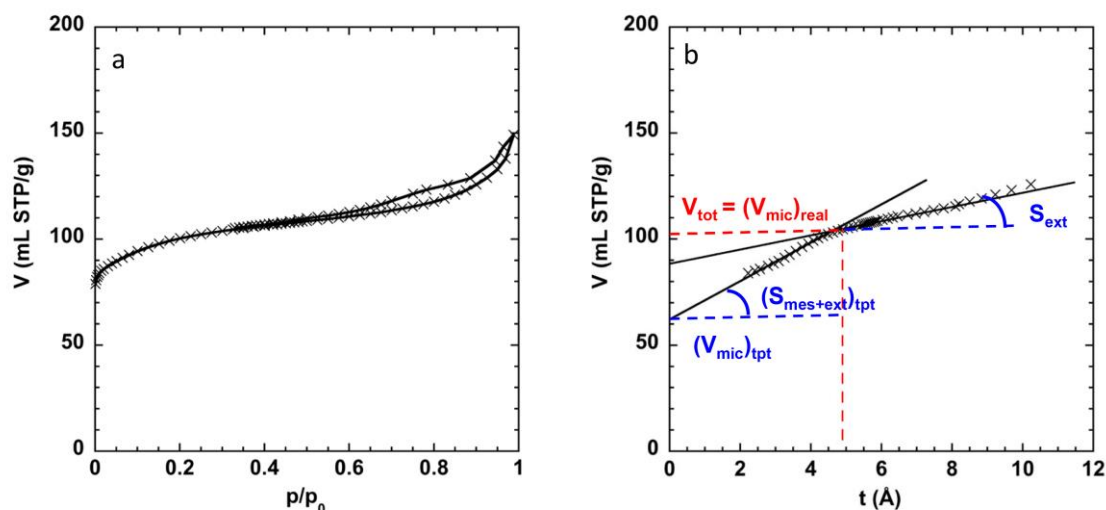 a
V (mL STP/g)
200
150
100
50
0
0
0.2
0.4
0.6
0.8
1
p/p0
b
V (mL STP/g)
200
150
100
50
0
Vtot = (Vmic)real
Sext
(Smes+ext)tpt
(Vmic)tpt
0
2
4
6
8
10
12
t (Å)